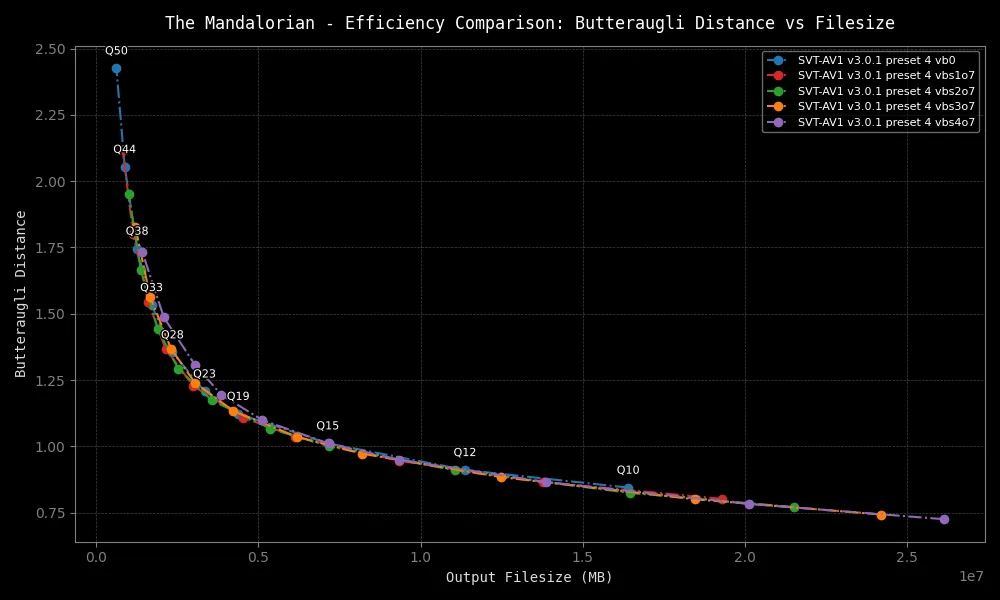 The Mandalorian - Efficiency Comparison: Butteraugli Distance vs Filesize
Butteraugli Distance
2.50
2.25
2.00
1.75
1.50
1.25
1.00
0.75
Q50
Q44
Q38
Q33
Q28
Q23
Q19
Q15
Q12
Q10
SVT-AV1 v3.0.1 preset 4 vb0
SVT-AV1 v3.0.1 preset 4 vbs1o7
SVT-AV1 v3.0.1 preset 4 vbs2o7
SVT-AV1 v3.0.1 preset 4 vbs3o7
SVT-AV1 v3.0.1 preset 4 vbs4o7
0.0 0.5 1.0 1.5 2.0 2.5
1e7
Output Filesize (MB)